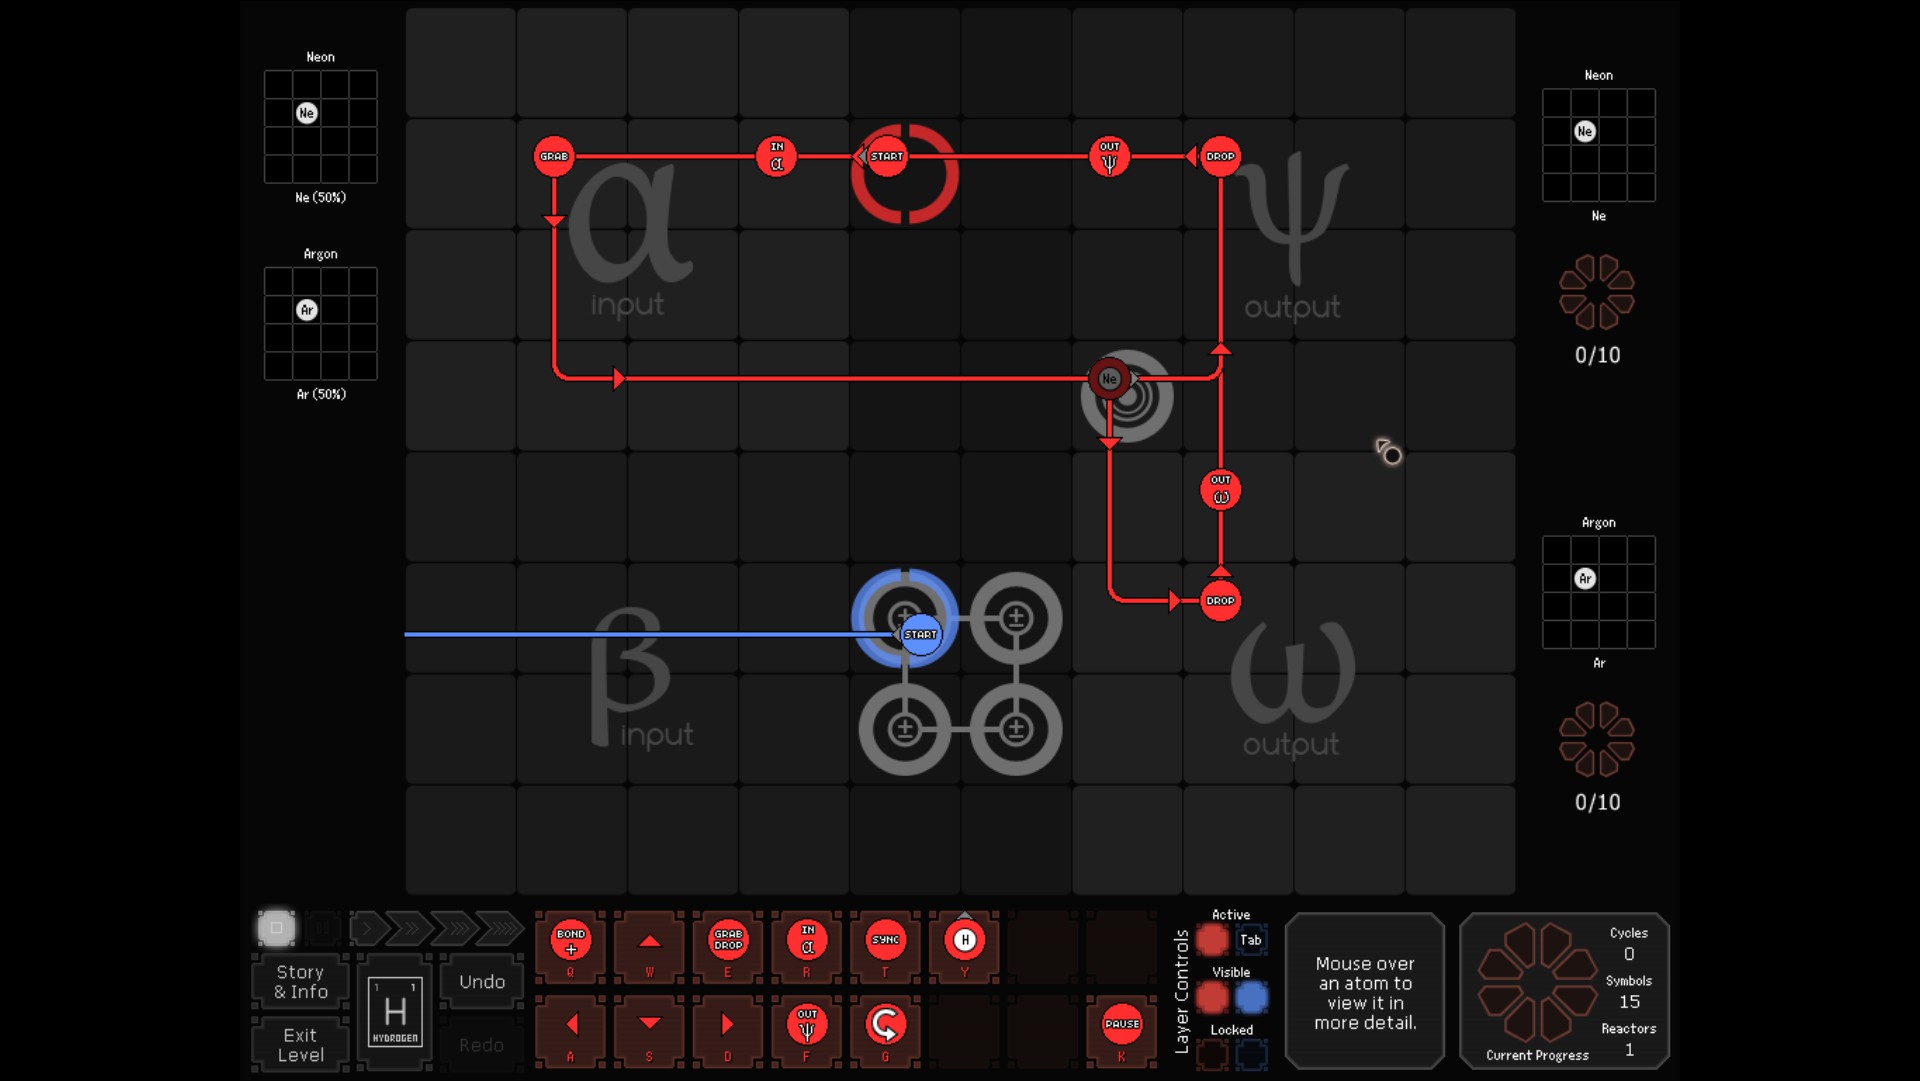 Neon
Ne
Ne (50%)
Argon
Ar
Ar (50%)
GRAB
IN
α
START
OUT
ψ
DROP
α
input
ψ
output
Ne
OUT
ω
DROP
START
β
input
ω
output
Neon
Ne
Ne
0/10
Argon
Ar
Ar
0/10
Story
& Info
Exit
Level
1 1
H
HYDROGEN
Undo
Redo
BOND
+
Q
W
GRAB
DROP
E
IN
α
R
SYNC
T
H
Y
A
S
D
OUT
ψ
F
G
PAUSE
K
Layer Controls
Active
Tab
Visible
Locked
Mouse over
an atom to
view it in
more detail.
Cycles
0
Symbols
15
Reactors
1
Current Progress